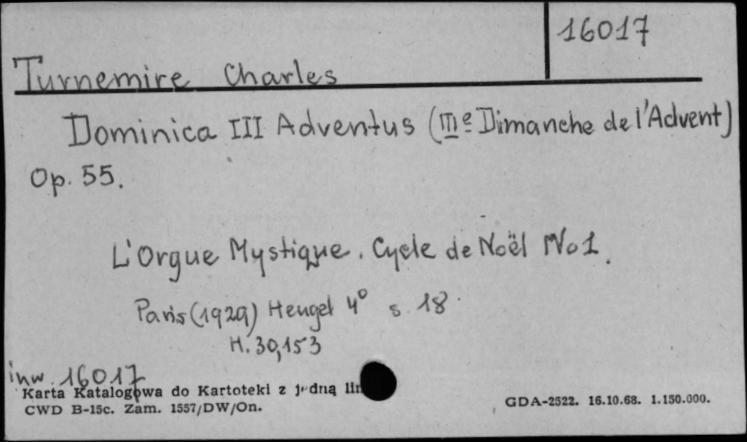 16017
Turnemire Charles
Dominica III Adventus (IIIe Dimanche de l'Advent)
Op. 55.
L'Orgue Mystique. Cycle de Noël No 1.
Paris (1929) Heugel 4° s. 18.
H. 30,153
inw. 16017
Karta Katalogowa do Kartoteki z jedną
CWD B-15c. Zam. 1557/DW/On.
GDA-2522. 16.10.68. 1.150.000.